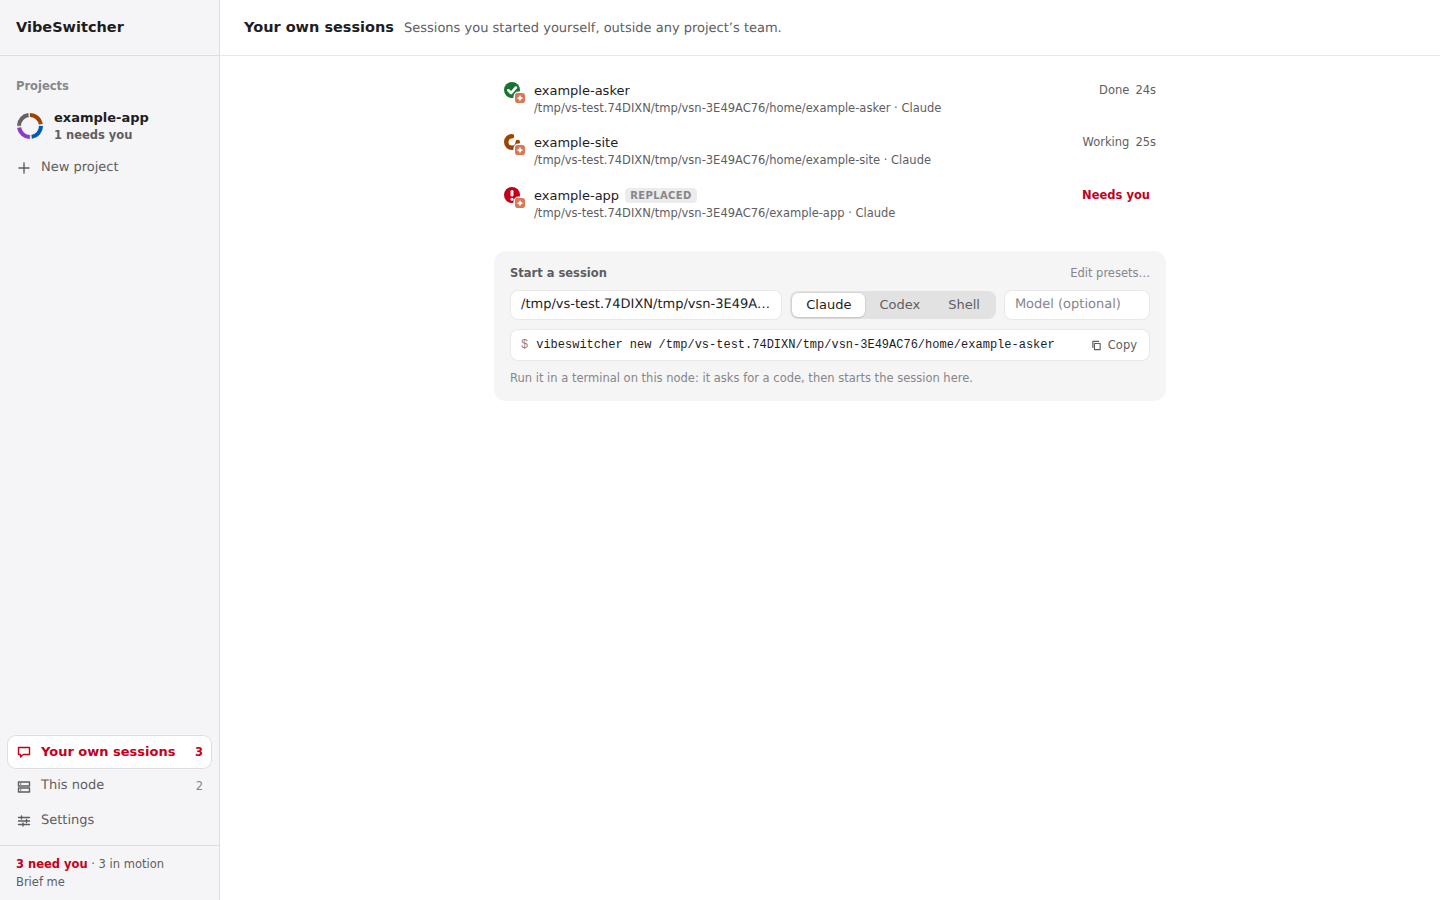 VibeSwitcher
Your own sessions Sessions you started yourself, outside any project’s team.
Projects
example-app
1 needs you
New project
example-asker Done 24s
/tmp/vs-test.74DIXN/tmp/vsn-3E49AC76/home/example-asker · Claude
example-site Working 25s
/tmp/vs-test.74DIXN/tmp/vsn-3E49AC76/home/example-site · Claude
example-app REPLACED Needs you
/tmp/vs-test.74DIXN/tmp/vsn-3E49AC76/example-app · Claude
Start a session Edit presets…
/tmp/vs-test.74DIXN/tmp/vsn-3E49A… Claude Codex Shell Model (optional)
$ vibeswitcher new /tmp/vs-test.74DIXN/tmp/vsn-3E49AC76/home/example-asker Copy
Run it in a terminal on this node: it asks for a code, then starts the session here.
Your own sessions 3
This node 2
Settings
3 need you · 3 in motion
Brief me